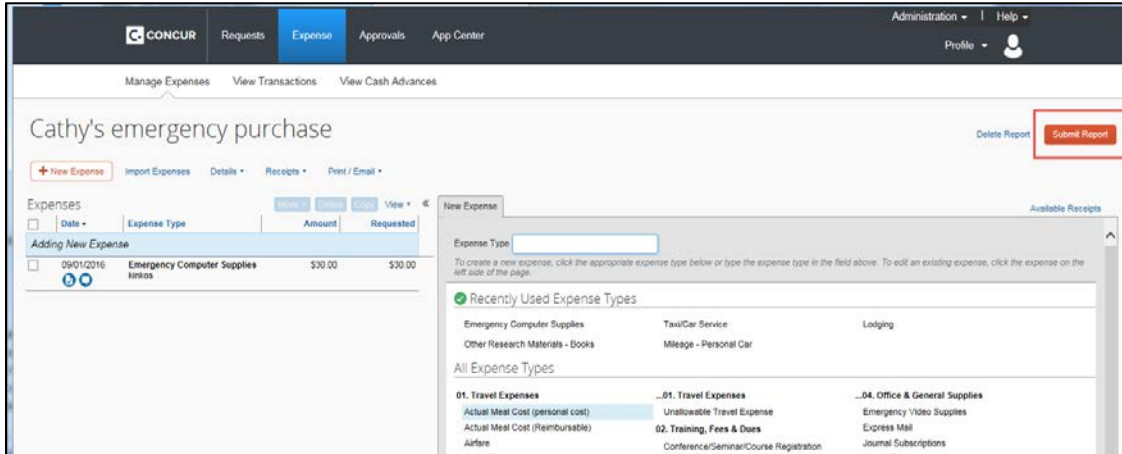 Administration | Help
C. CONCUR Requests Expense Approvals App Center
Profile
Manage Expenses View Transactions View Cash Advances
Cathy's emergency purchase
Delete Report Submit Report
+ New Expense Import Expenses Details Receipts Print / Email
Expenses Move Delete Copy View «
New Expense
Available Receipts
Date Expense Type Amount Requested
Adding New Expense
09/01/2016 Emergency Computer Supplies $30.00 $30.00
kinkos
Expense Type
To create a new expense, click the appropriate expense type below or type the expense type in the field above. To edit an existing expense, click the expense on the
left side of the page.
Recently Used Expense Types
Emergency Computer Supplies Taxi/Car Service Lodging
Other Research Materials - Books Mileage - Personal Car
All Expense Types
01. Travel Expenses ...01. Travel Expenses ...04. Office & General Supplies
Actual Meal Cost (personal cost) Unallowable Travel Expense Emergency Video Supplies
Actual Meal Cost (Reimbursable) 02. Training, Fees & Dues Express Mail
Airfare Conference/Seminar/Course Registration Journal Subscriptions